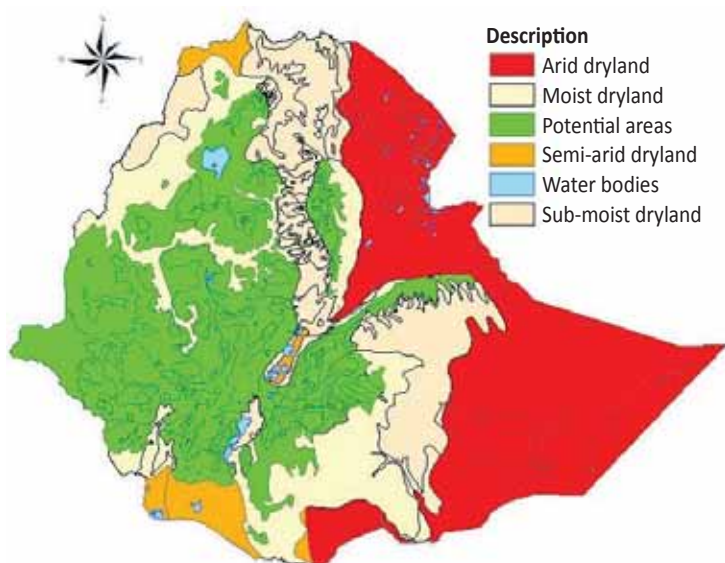 Description
Arid dryland
Moist dryland
Potential areas
Semi-arid dryland
Water bodies
Sub-moist dryland